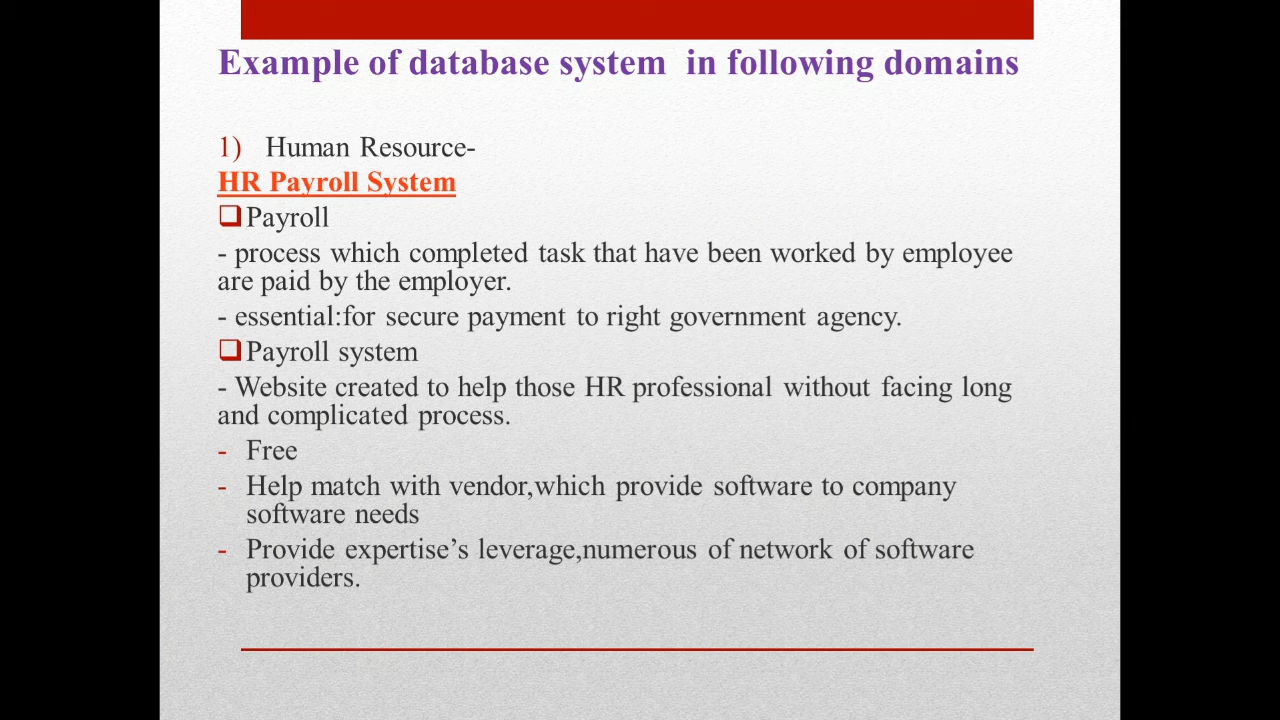 Example of database system in following domains
1) Human Resource-
HR Payroll System
Payroll
- process which completed task that have been worked by employee
are paid by the employer.
- essential:for secure payment to right government agency.
Payroll system
- Website created to help those HR professional without facing long
and complicated process.
- Free
- Help match with vendor,which provide software to company
software needs
- Provide expertise’s leverage,numerous of network of software
providers.